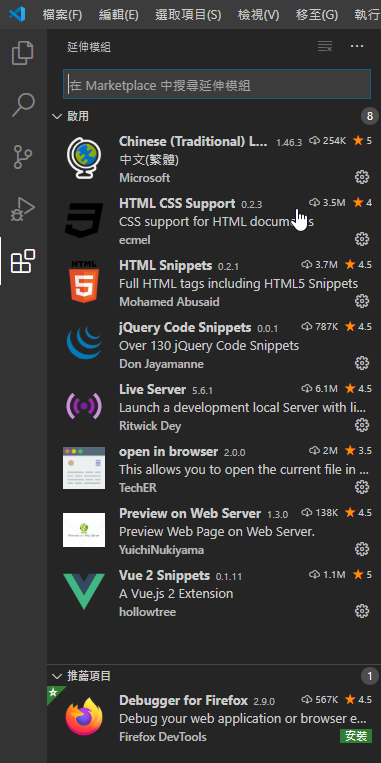 檔案(F) 編輯(E) 選取項目(S) 檢視(V) 移至(G) 執行
延伸模組
在 Marketplace 中搜尋延伸模組
啟用 8
Chinese (Traditional) L... 1.46.3 254K 5
中文(繁體)
Microsoft
HTML CSS Support 0.2.3 3.5M 4
CSS support for HTML documents
ecmel
HTML Snippets 0.2.1 3.7M 4.5
Full HTML tags including HTML5 Snippets
Mohamed Abusaid
jQuery Code Snippets 0.0.1 787K 4.5
Over 130 jQuery Code Snippets
Don Jayamanne
Live Server 5.6.1 6.1M 4.5
Launch a development local Server with li...
Ritwick Dey
open in browser 2.0.0 2M 3.5
This allows you to open the current file in ...
TechER
Preview on Web Server 1.3.0 138K 4.5
Preview Web Page on Web Server.
YuichiNukiyama
Vue 2 Snippets 0.1.11 1.1M 5
A Vue.js 2 Extension
hollowtree
推薦項目 1
Debugger for Firefox 2.9.0 567K 4.5
Debug your web application or browser e...
Firefox DevTools 安裝